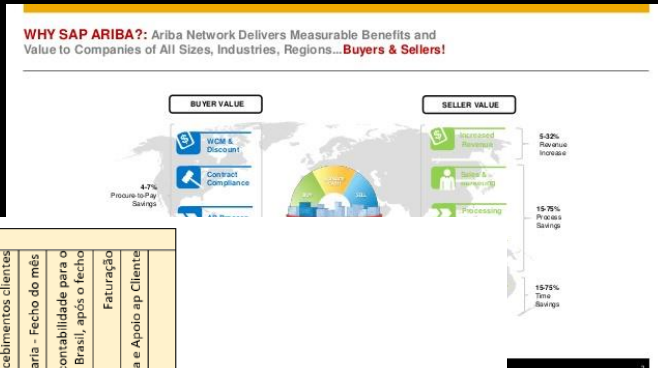 WHY SAP ARIBA?: Ariba Network Delivers Measurable Benefits and
Value to Companies of All Sizes, Industries, Regions...Buyers & Sellers!
BUYER VALUE
SELLER VALUE
WCM &
Discount
Contract
Compliance
4-7%
Procure-to-Pay
Savings
Increased
Revenue
Sales &
Processing
5-32%
Revenue
Increase
15-75%
Process
Savings
15-75%
Time
Savings
cebimentos clientes
aria - Fecho do mês
contabilidade para o
Brasil, após o fecho
Faturação
a e Apoio ap Cliente